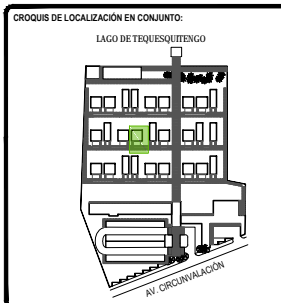 CROQUIS DE LOCALIZACIÓN EN CONJUNTO:
LAGO DE TEQUESQUITENGO
AV. CIRCUNVALACIÓN